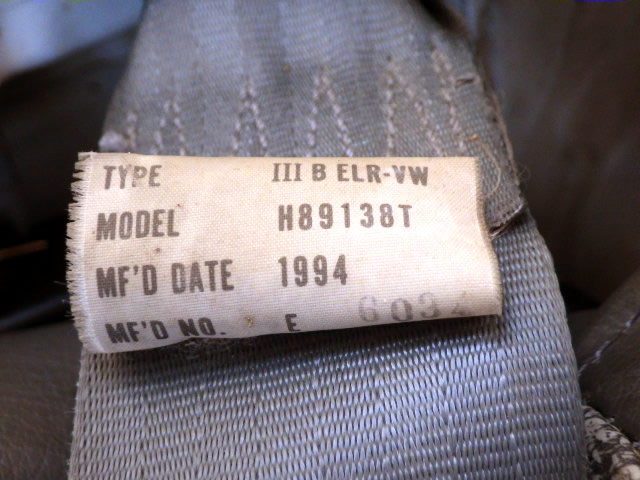 TYPE III B ELR-VW
MODEL H89138T
MF'D DATE 1994
MF'D NO. E 6034